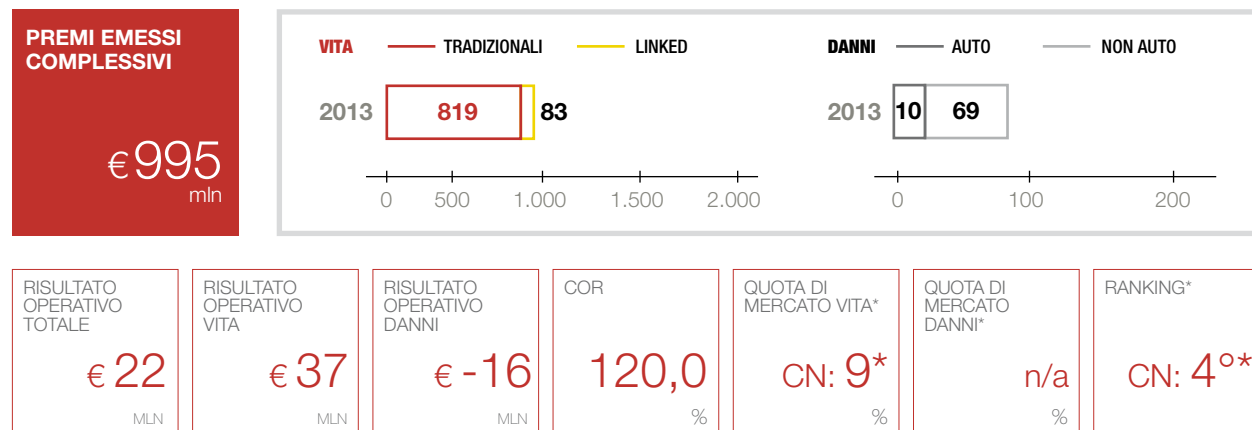 PREMI EMESSI
COMPLESSIVI
€ 995
mln
VITA TRADIZIONALI LINKED
2013 819 83
0 500 1.000 1.500 2.000
DANNI AUTO NON AUTO
2013 10 69
0 100 200
RISULTATO
OPERATIVO
TOTALE
€ 22
MLN
RISULTATO
OPERATIVO
VITA
€ 37
MLN
RISULTATO
OPERATIVO
DANNI
€ -16
MLN
COR
120,0
%
QUOTA DI
MERCATO VITA*
CN: 9*
%
QUOTA DI
MERCATO
DANNI*
n/a
%
RANKING*
CN: 4°*